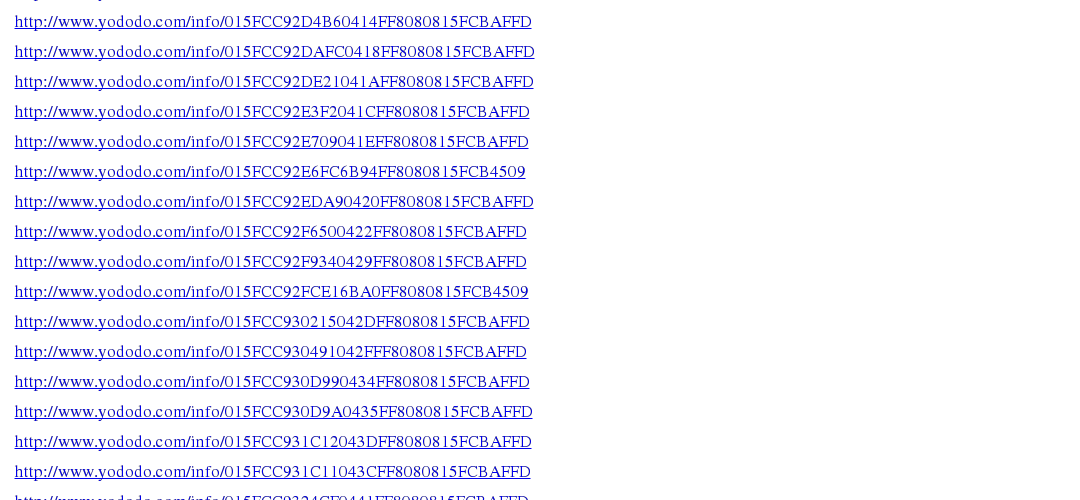 http://www.yododo.com/info/015FCC92D4B60414FF8080815FCBAFFD
http://www.yododo.com/info/015FCC92DAFC0418FF8080815FCBAFFD
http://www.yododo.com/info/015FCC92DE21041AFF8080815FCBAFFD
http://www.yododo.com/info/015FCC92E3F2041CFF8080815FCBAFFD
http://www.yododo.com/info/015FCC92E709041EFF8080815FCBAFFD
http://www.yododo.com/info/015FCC92E6FC6B94FF8080815FCB4509
http://www.yododo.com/info/015FCC92EDA90420FF8080815FCBAFFD
http://www.yododo.com/info/015FCC92F6500422FF8080815FCBAFFD
http://www.yododo.com/info/015FCC92F9340429FF8080815FCBAFFD
http://www.yododo.com/info/015FCC92FCE16BA0FF8080815FCB4509
http://www.yododo.com/info/015FCC930215042DFF8080815FCBAFFD
http://www.yododo.com/info/015FCC930491042FFF8080815FCBAFFD
http://www.yododo.com/info/015FCC930D990434FF8080815FCBAFFD
http://www.yododo.com/info/015FCC930D9A0435FF8080815FCBAFFD
http://www.yododo.com/info/015FCC931C12043DFF8080815FCBAFFD
http://www.yododo.com/info/015FCC931C11043CFF8080815FCBAFFD